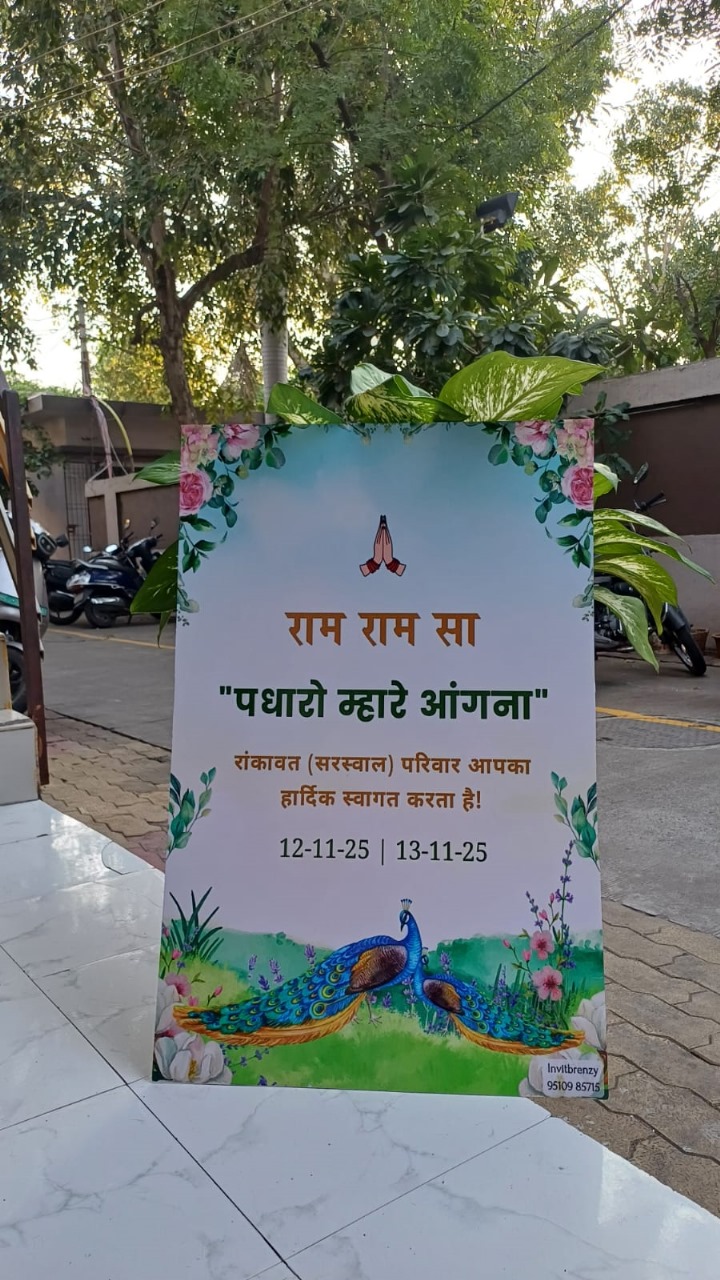 राम राम सा
"पधारो म्हारे आंगना"
रांकावत (सरस्वाल) परिवार आपका
हार्दिक स्वागत करता है!
12-11-25 | 13-11-25
Invitbrenzy
95109 85715